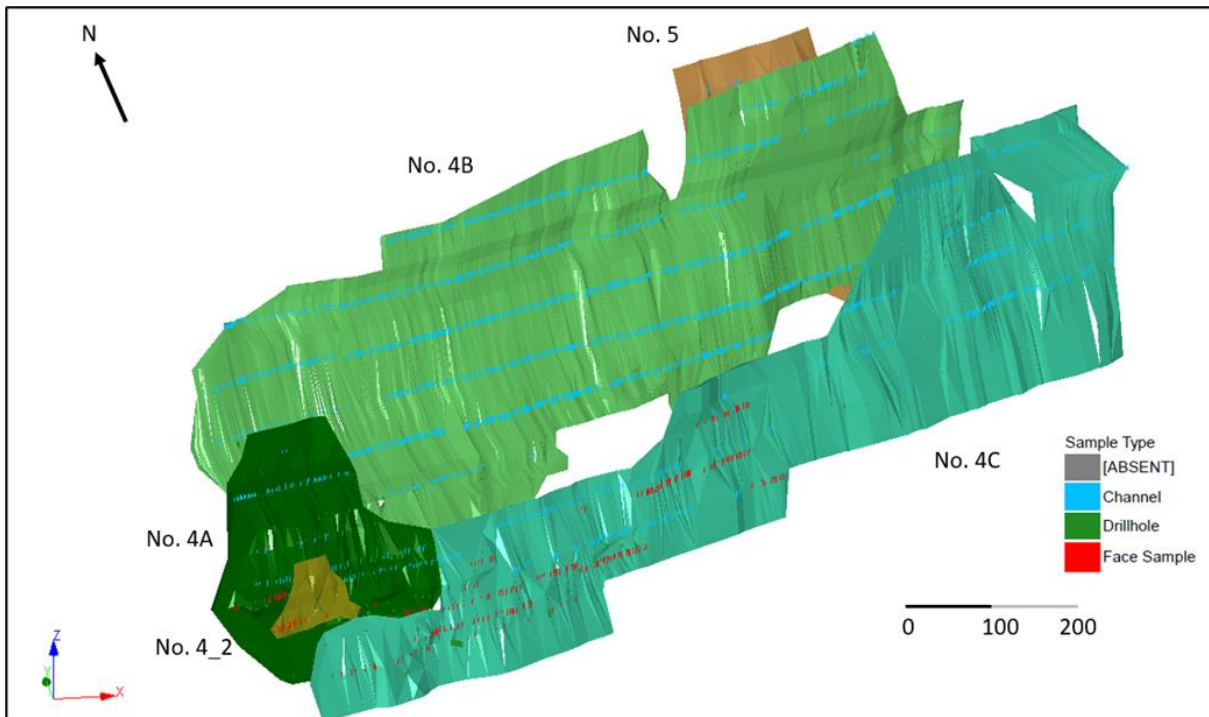 N
No. 5
No. 4B
No. 4C
Sample Type
[ABSENT]
Channel
Drillhole
Face Sample
No. 4A
No. 4_2
0 100 200
Z
Y
X